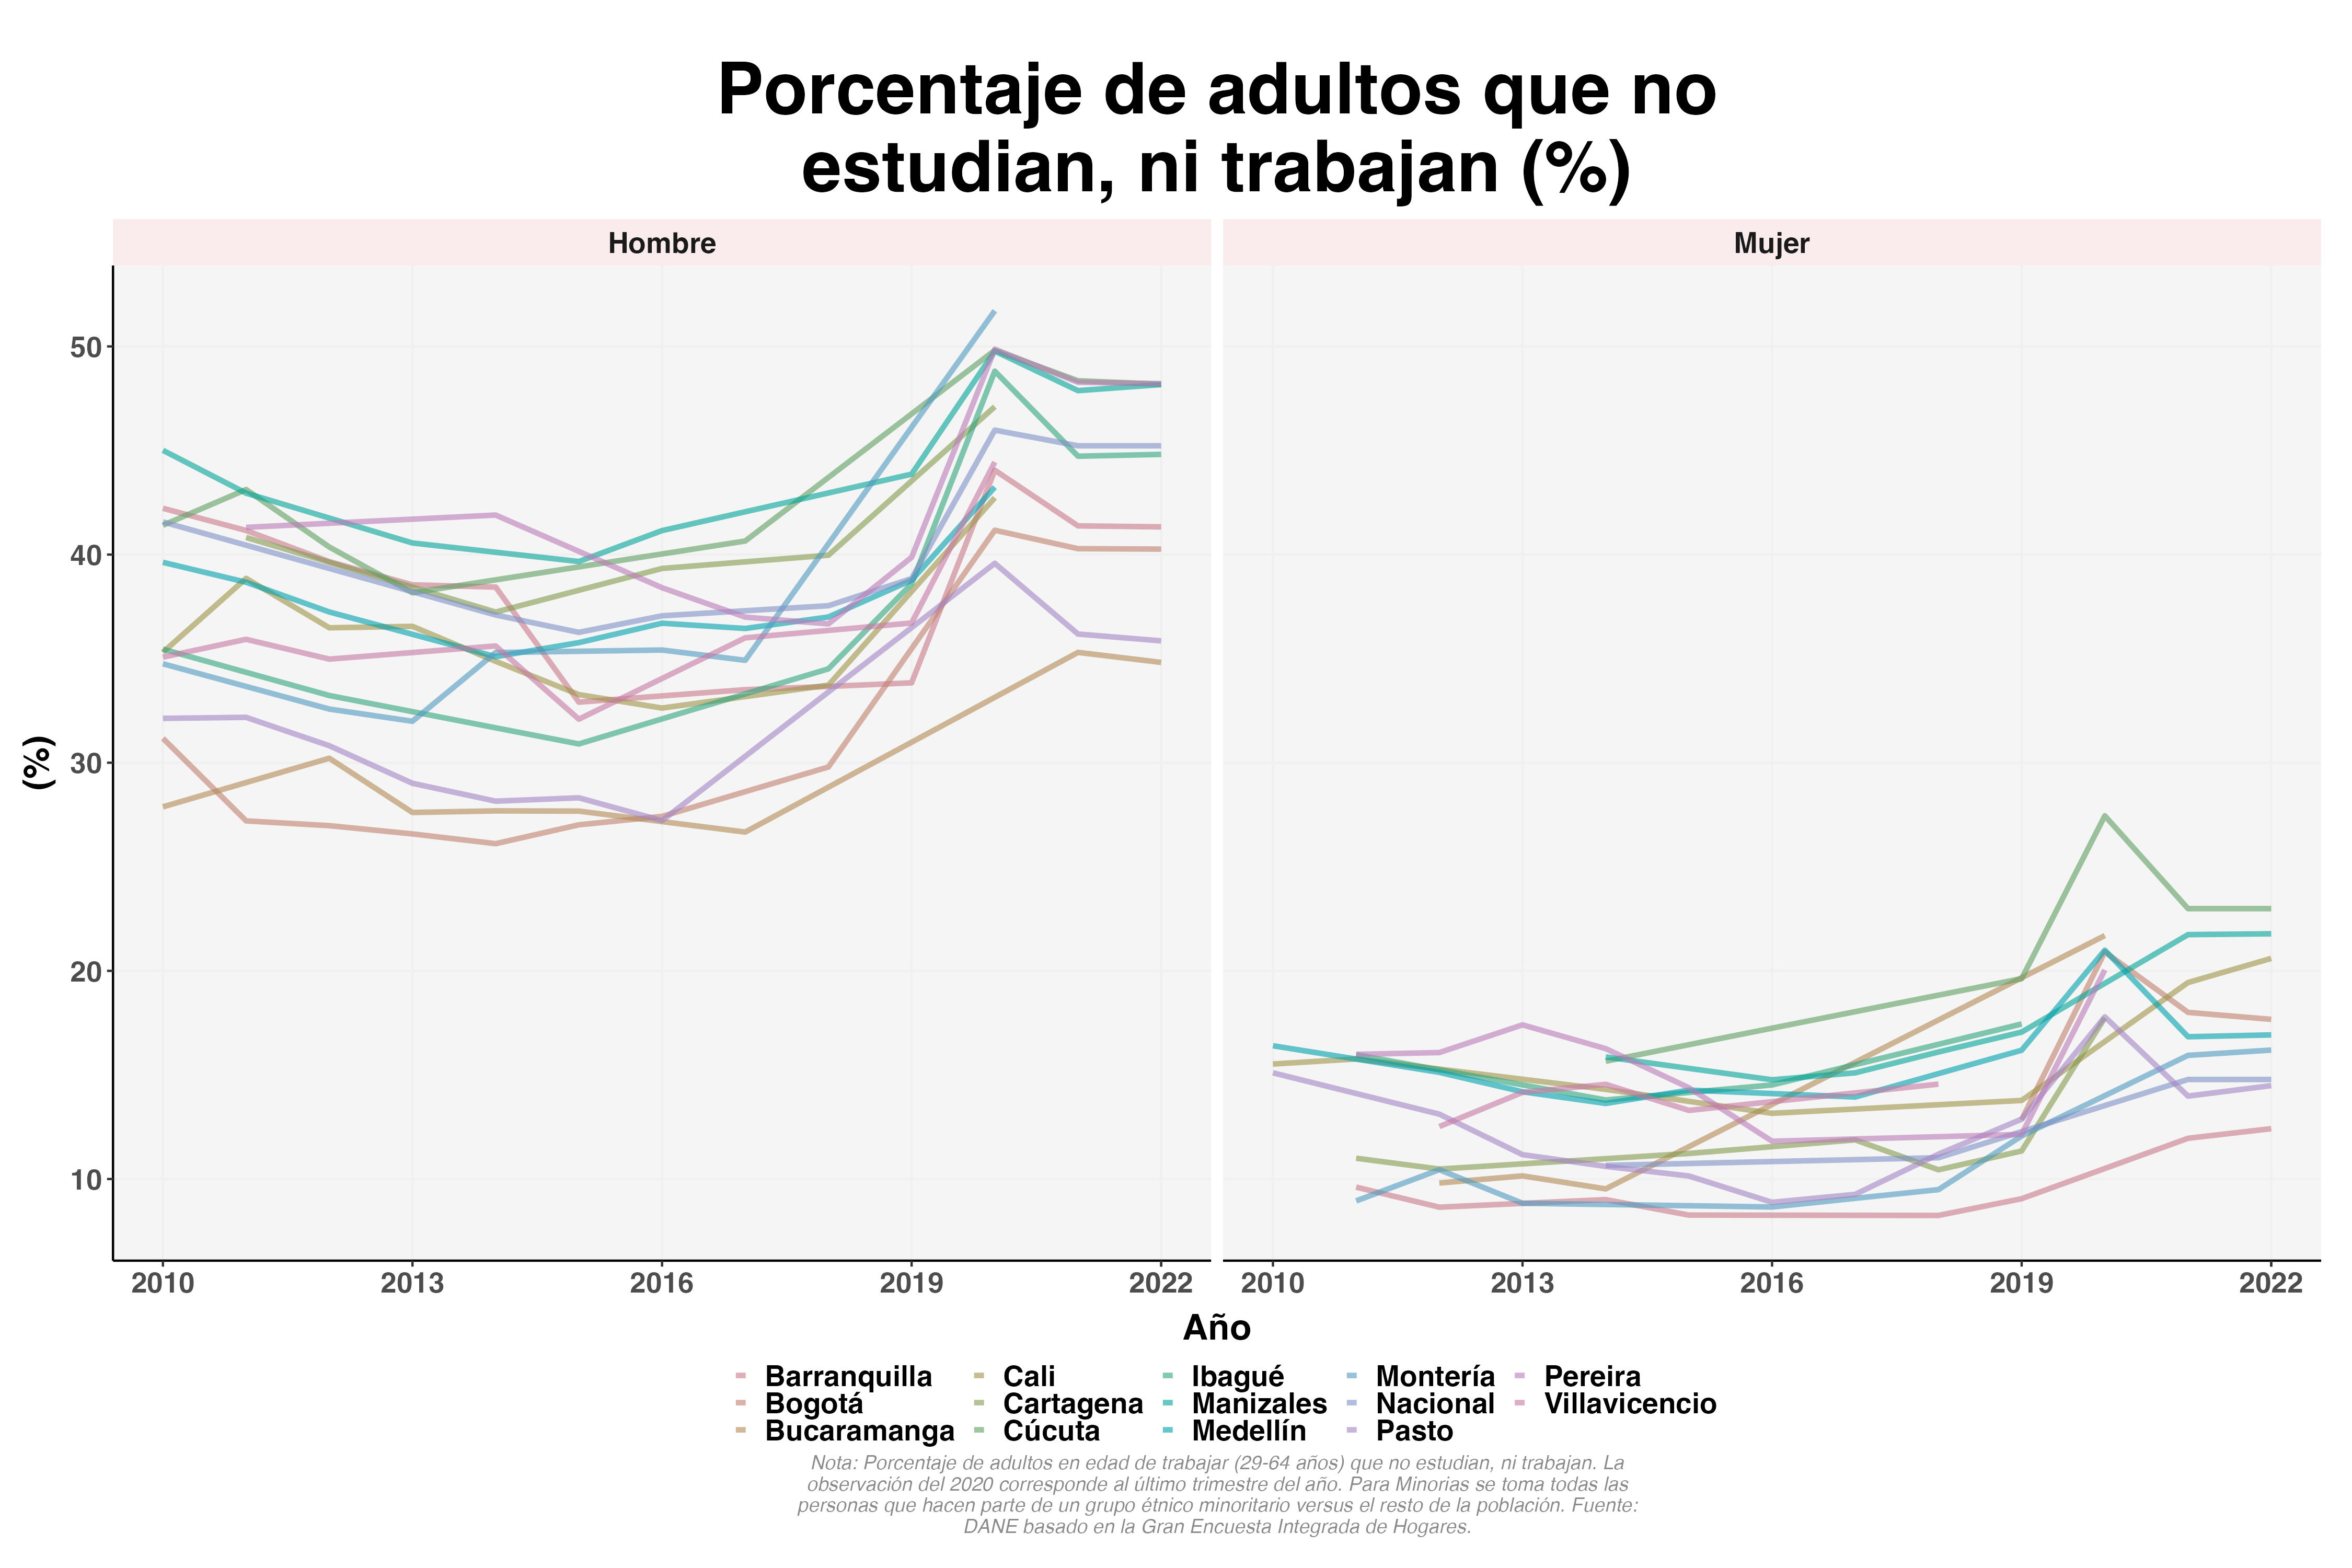 Porcentaje de adultos que no
estudian, ni trabajan (%)
Hombre
Mujer
(%)
50
40
30
20
10
2010 2013 2016 2019 2022
2010 2013 2016 2019 2022
Año
Barranquilla Cali Ibagué Montería Pereira
Bogotá Cartagena Manizales Nacional Villavicencio
Bucaramanga Cúcuta Medellín Pasto
Nota: Porcentaje de adultos en edad de trabajar (29-64 años) que no estudian, ni trabajan. La
observación del 2020 corresponde al último trimestre del año. Para Minorias se toma todas las
personas que hacen parte de un grupo étnico minoritario versus el resto de la población. Fuente:
DANE basado en la Gran Encuesta Integrada de Hogares.